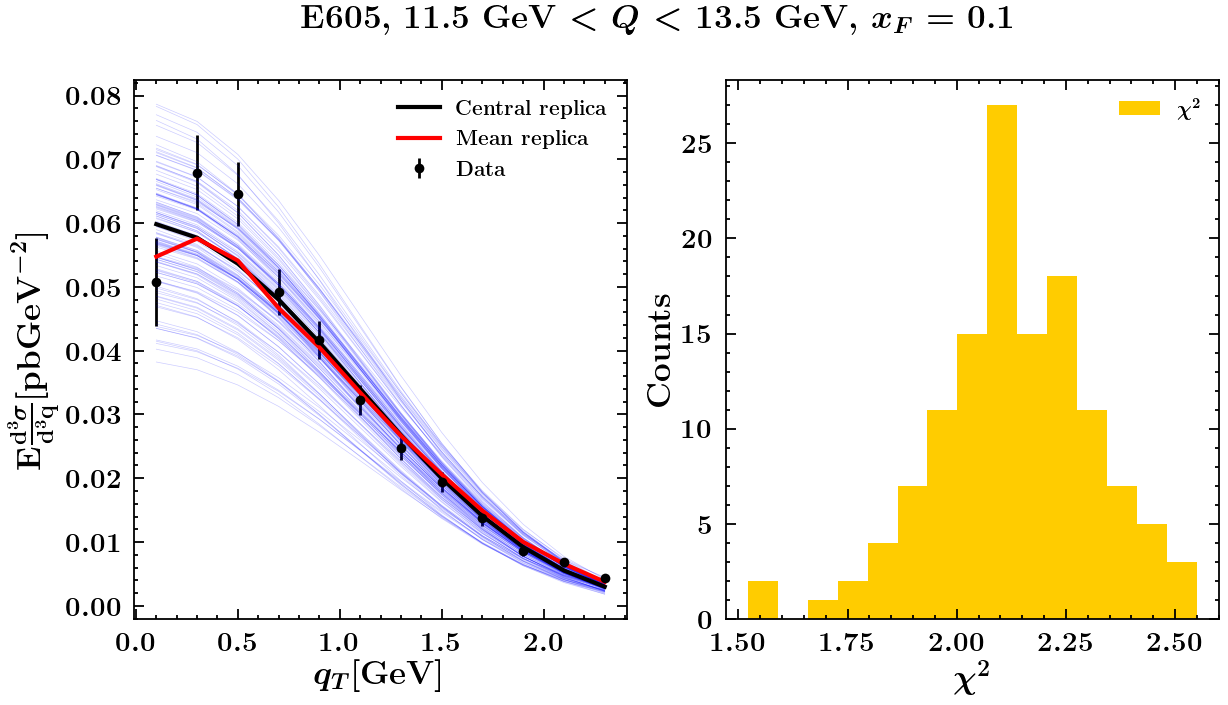 E605, 11.5 GeV < Q < 13.5 GeV, x_F = 0.1
E d³σ/d³q [pbGeV⁻²]
0.08
0.07
0.06
0.05
0.04
0.03
0.02
0.01
0.00
Central replica
Mean replica
Data
0.0 0.5 1.0 1.5 2.0
q_T[GeV]
Counts
25
20
15
10
5
0
χ²
1.50 1.75 2.00 2.25 2.50
χ²